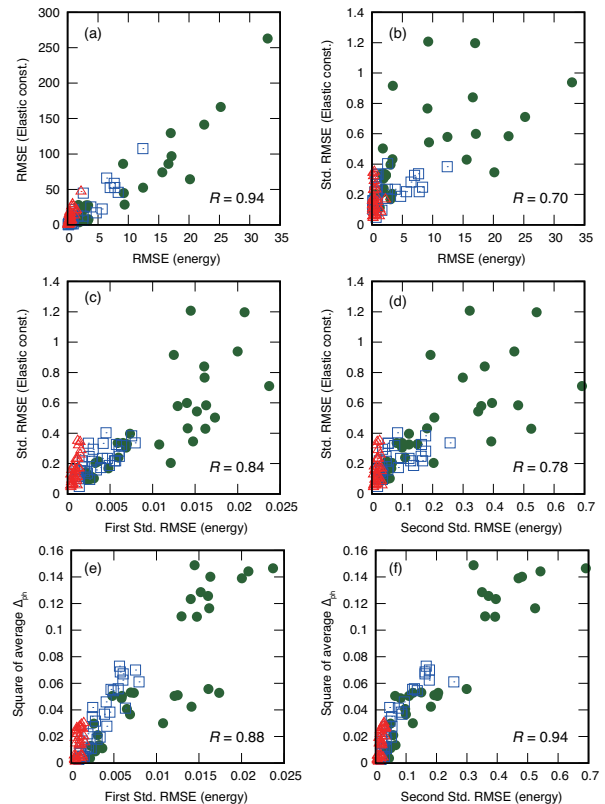 (a)
RMSE (Elastic const.)
300
250
200
150
100
50
0
R = 0.94
0 5 10 15 20 25 30 35
RMSE (energy)
(b)
Std. RMSE (Elastic const.)
1.4
1.2
1
0.8
0.6
0.4
0.2
0
R = 0.70
0 5 10 15 20 25 30 35
RMSE (energy)
(c)
Std. RMSE (Elastic const.)
1.4
1.2
1
0.8
0.6
0.4
0.2
0
R = 0.84
0 0.005 0.01 0.015 0.02 0.025
First Std. RMSE (energy)
(d)
Std. RMSE (Elastic const.)
1.4
1.2
1
0.8
0.6
0.4
0.2
0
R = 0.78
0 0.1 0.2 0.3 0.4 0.5 0.6 0.7
Second Std. RMSE (energy)
(e)
Square of average Δph
0.16
0.14
0.12
0.10
0.08
0.06
0.04
0.02
0
R = 0.88
0 0.005 0.01 0.015 0.02 0.025
First Std. RMSE (energy)
(f)
Square of average Δph
0.16
0.14
0.12
0.10
0.08
0.06
0.04
0.02
0
R = 0.94
0 0.1 0.2 0.3 0.4 0.5 0.6 0.7
Second Std. RMSE (energy)